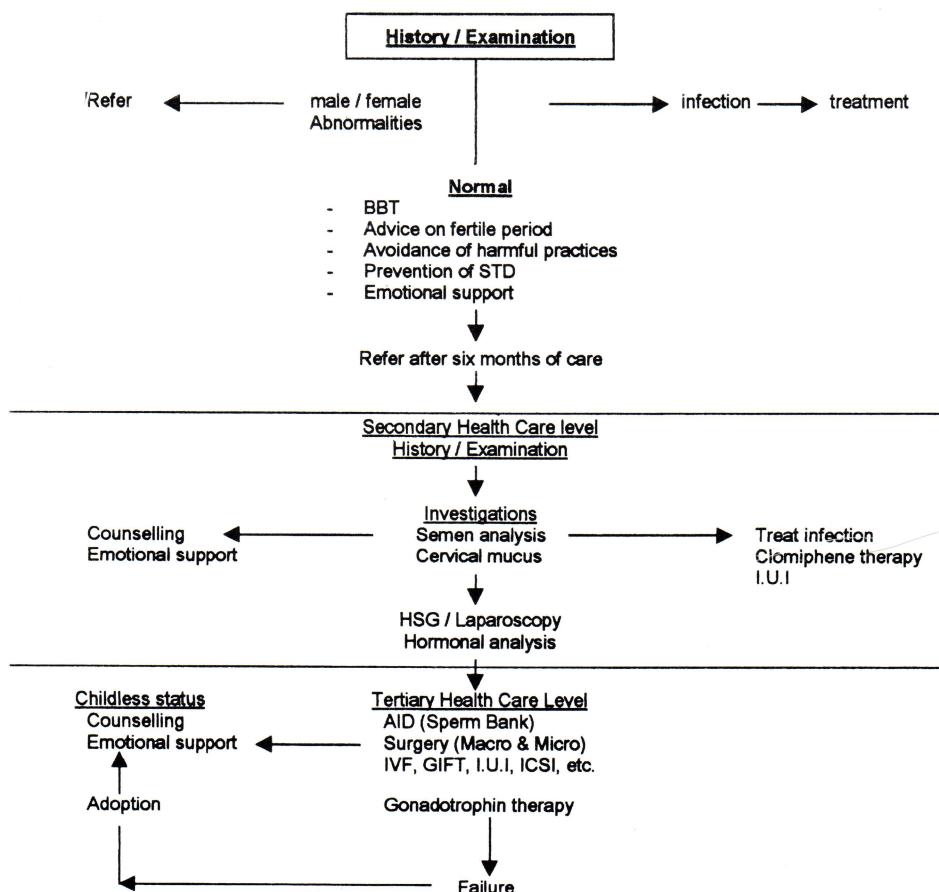 History / Examination
Refer
male / female
Abnormalities
infection
treatment
Normal
- BBT
- Advice on fertile period
- Avoidance of harmful practices
- Prevention of STD
- Emotional support
Refer after six months of care
Secondary Health Care level
History / Examination
Investigations
Semen analysis
Cervical mucus
Counselling
Emotional support
Treat infection
Clomiphene therapy
I.U.I
HSG / Laparoscopy
Hormonal analysis
Childless status
Counselling
Emotional support
Tertiary Health Care Level
AID (Sperm Bank)
Surgery (Macro & Micro)
IVF, GIFT, I.U.I, ICSI, etc.
Adoption
Gonadotrophin therapy
Failure